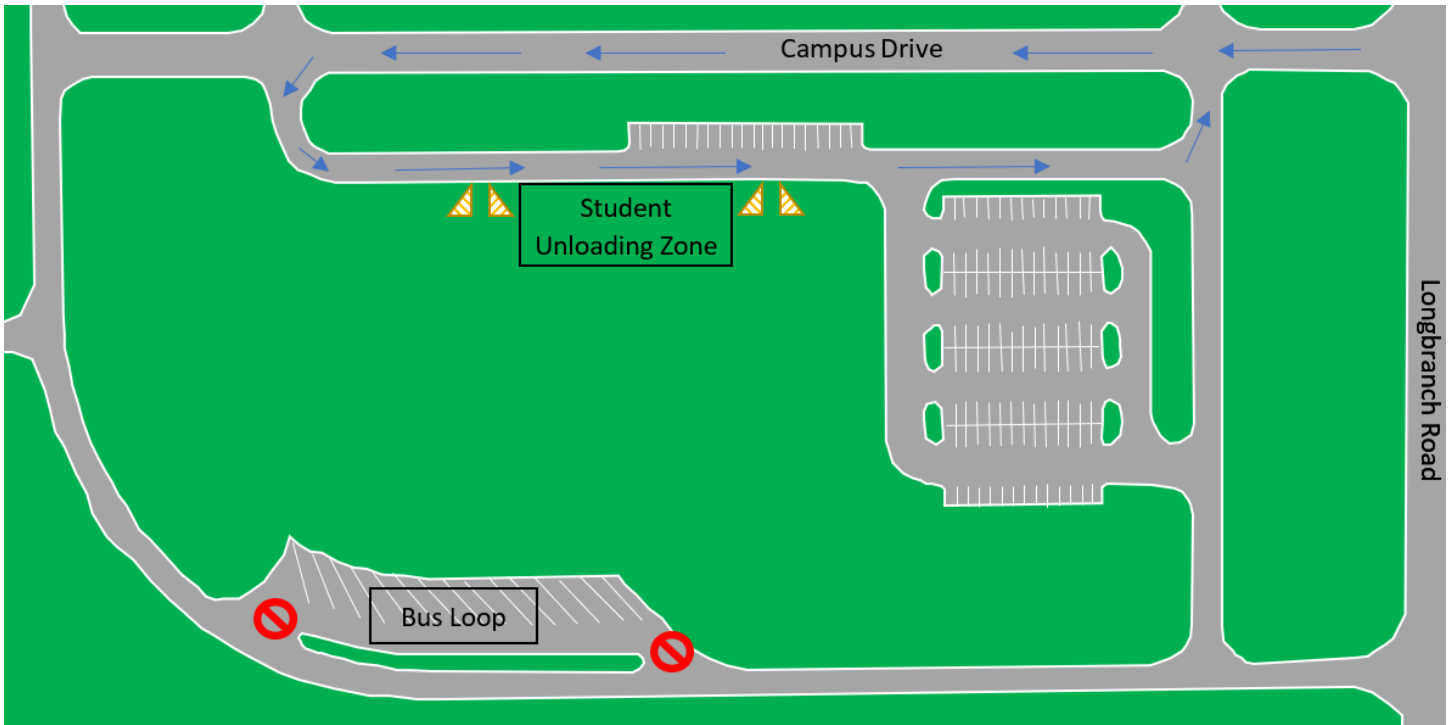 Campus Drive
Student
Unloading Zone
Longbranch Road
Bus Loop